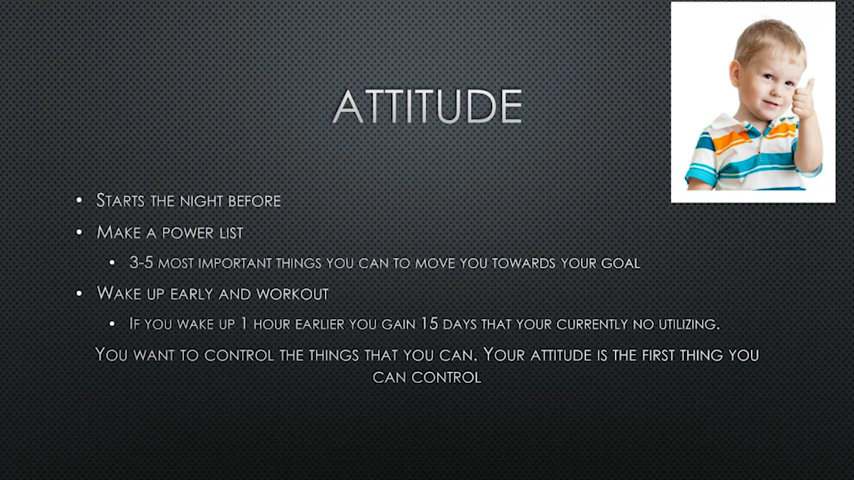 ATTITUDE
• STARTS THE NIGHT BEFORE
• MAKE A POWER LIST
• 3-5 MOST IMPORTANT THINGS YOU CAN TO MOVE YOU TOWARDS YOUR GOAL
• WAKE UP EARLY AND WORKOUT
• IF YOU WAKE UP 1 HOUR EARLIER YOU GAIN 15 DAYS THAT YOUR CURRENTLY NO UTILIZING.
YOU WANT TO CONTROL THE THINGS THAT YOU CAN. YOUR ATTITUDE IS THE FIRST THING YOU
CAN CONTROL